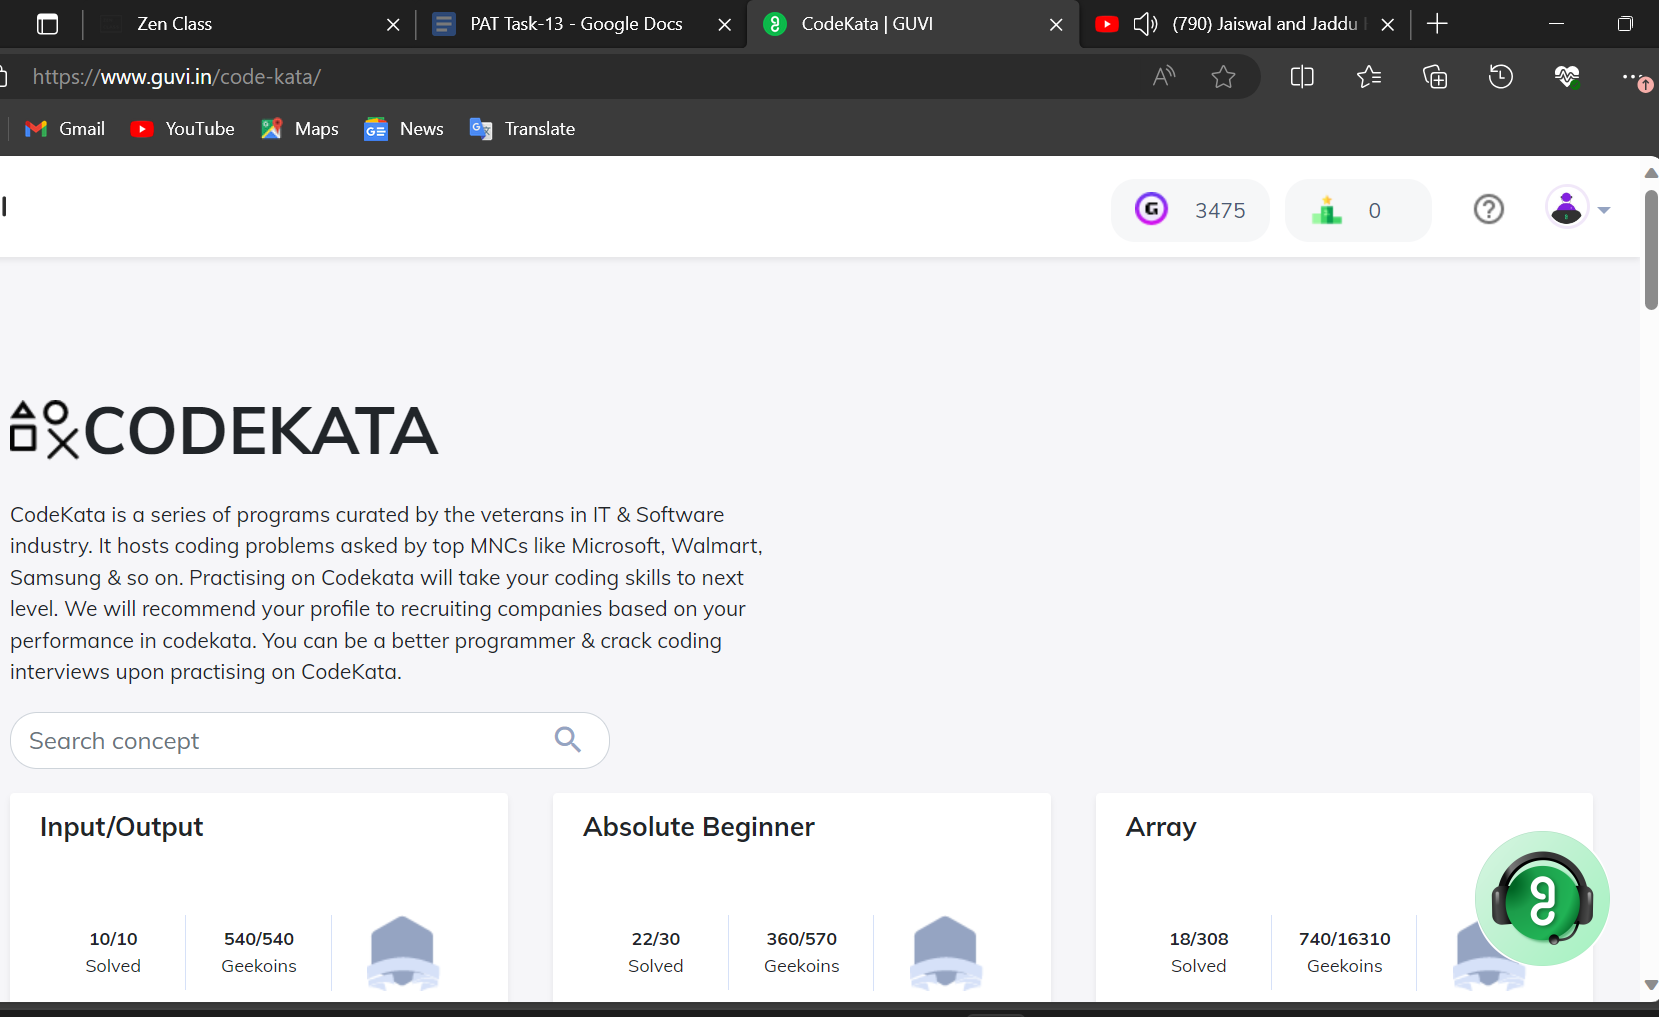 Zen Class
PAT Task-13 - Google Docs
CodeKata | GUVI
(790) Jaiswal and Jaddu
https://www.guvi.in/code-kata/
Gmail
YouTube
Maps
News
Translate
3475
0
CODEKATA
CodeKata is a series of programs curated by the veterans in IT & Software
industry. It hosts coding problems asked by top MNCs like Microsoft, Walmart,
Samsung & so on. Practising on Codekata will take your coding skills to next
level. We will recommend your profile to recruiting companies based on your
performance in codekata. You can be a better programmer & crack coding
interviews upon practising on CodeKata.
Search concept
Input/Output
10/10
Solved
540/540
Geekoins
Absolute Beginner
22/30
Solved
360/570
Geekoins
Array
18/308
Solved
740/16310
Geekoins